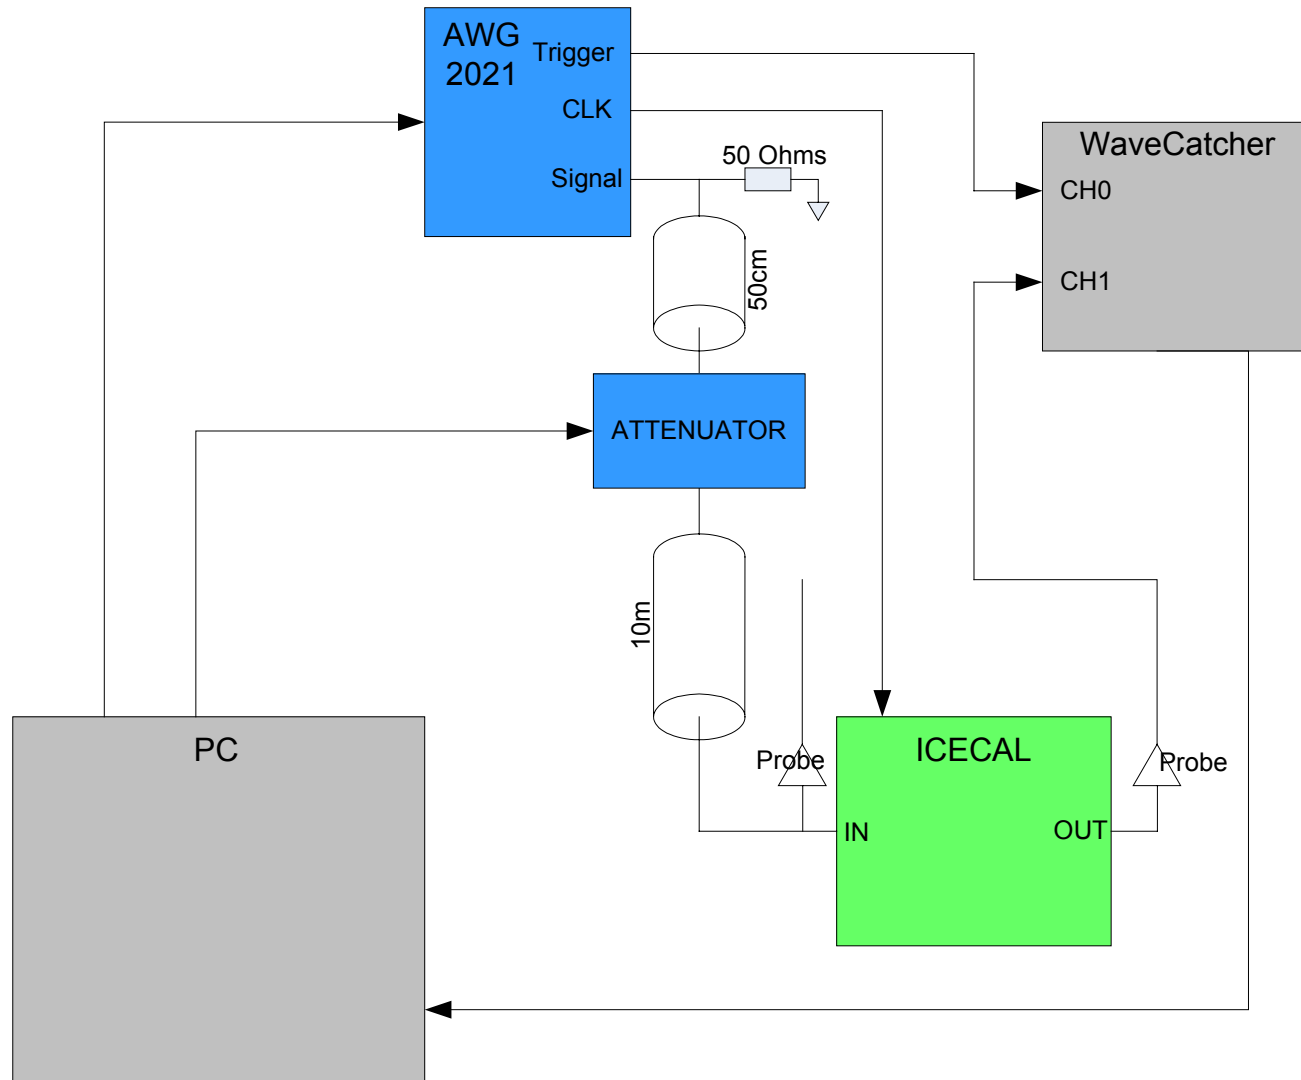 AWG
2021
Trigger
CLK
Signal
50 Ohms
WaveCatcher
CH0
CH1
50cm
ATTENUATOR
10m
PC
Probe
ICECAL
Probe
IN
OUT